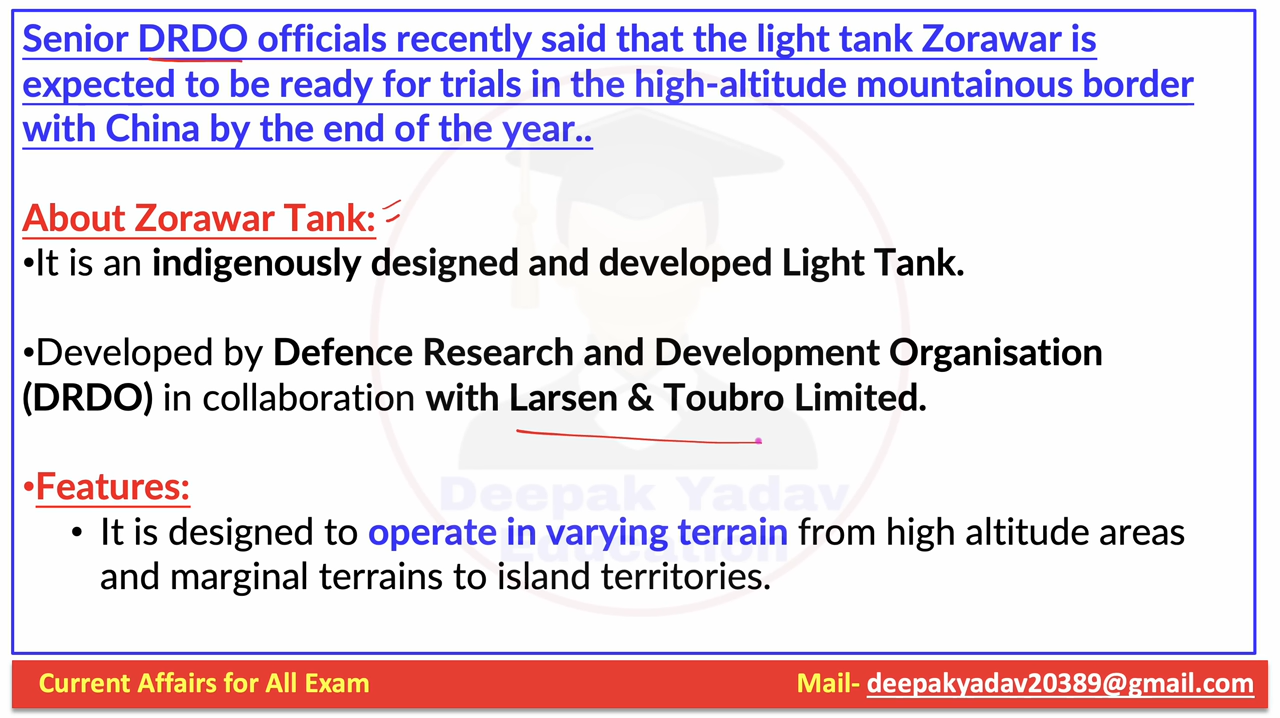 Senior DRDO officials recently said that the light tank Zorawar is
expected to be ready for trials in the high-altitude mountainous border
with China by the end of the year..
About Zorawar Tank:
•It is an indigenously designed and developed Light Tank.
•Developed by Defence Research and Development Organisation
(DRDO) in collaboration with Larsen & Toubro Limited.
•Features:
• It is designed to operate in varying terrain from high altitude areas
and marginal terrains to island territories.
Deepak Yadav
Education
Current Affairs for All Exam
Mail- deepakyadav20389@gmail.com